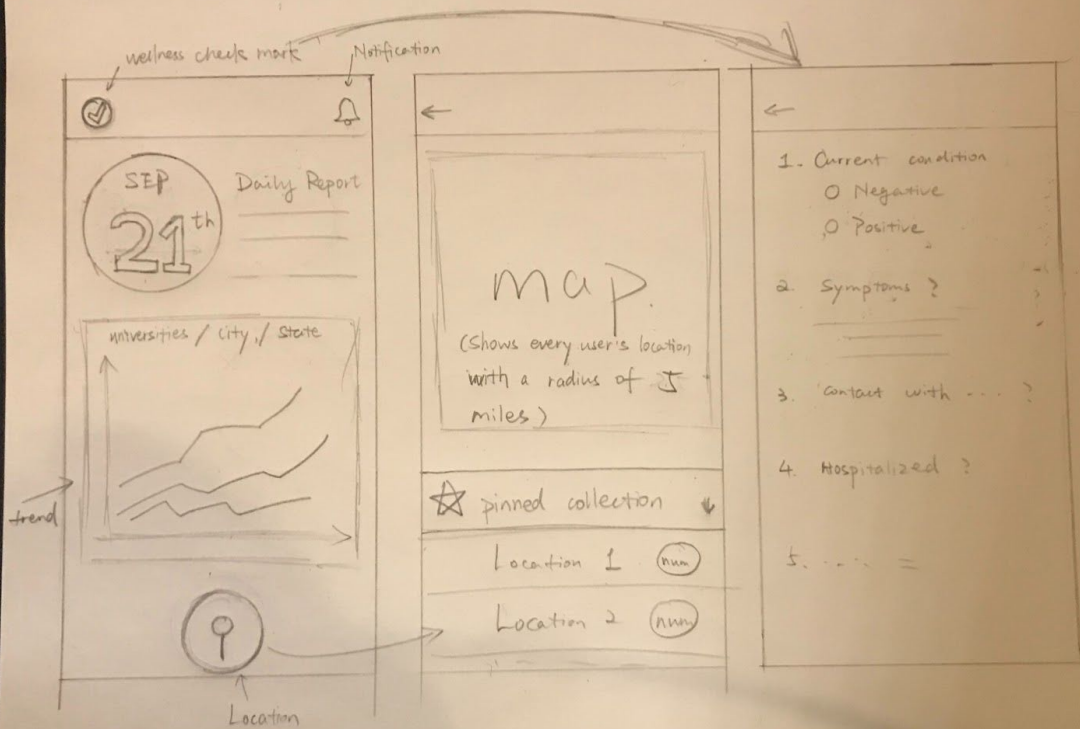 wellness check mark
Notification
SEP
21th
Daily Report
universities / City / State
trend
Location
map.
(Shows every user's location
with a radius of 5
miles)
pinned collection
Location 1 num
Location 2 num
1. Current condition
Negative
Positive
2. Symptoms ?
3. Contact with --- ?
4. Hospitalized ?
5. ....